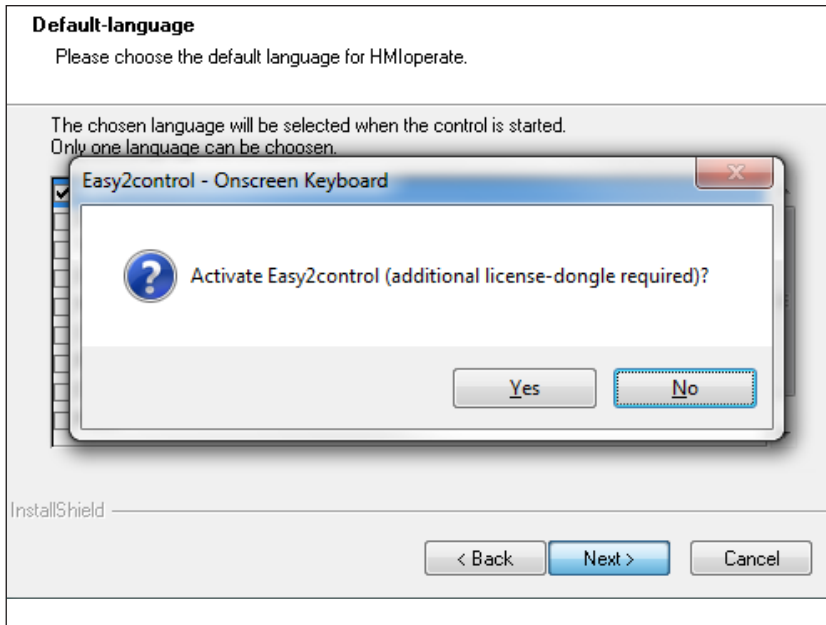 Default-language
Please choose the default language for HMIoperate.
The chosen language will be selected when the control is started.
Only one language can be choosen.
Easy2control - Onscreen Keyboard
Activate Easy2control (additional license-dongle required)?
Yes No
InstallShield
< Back Next > Cancel